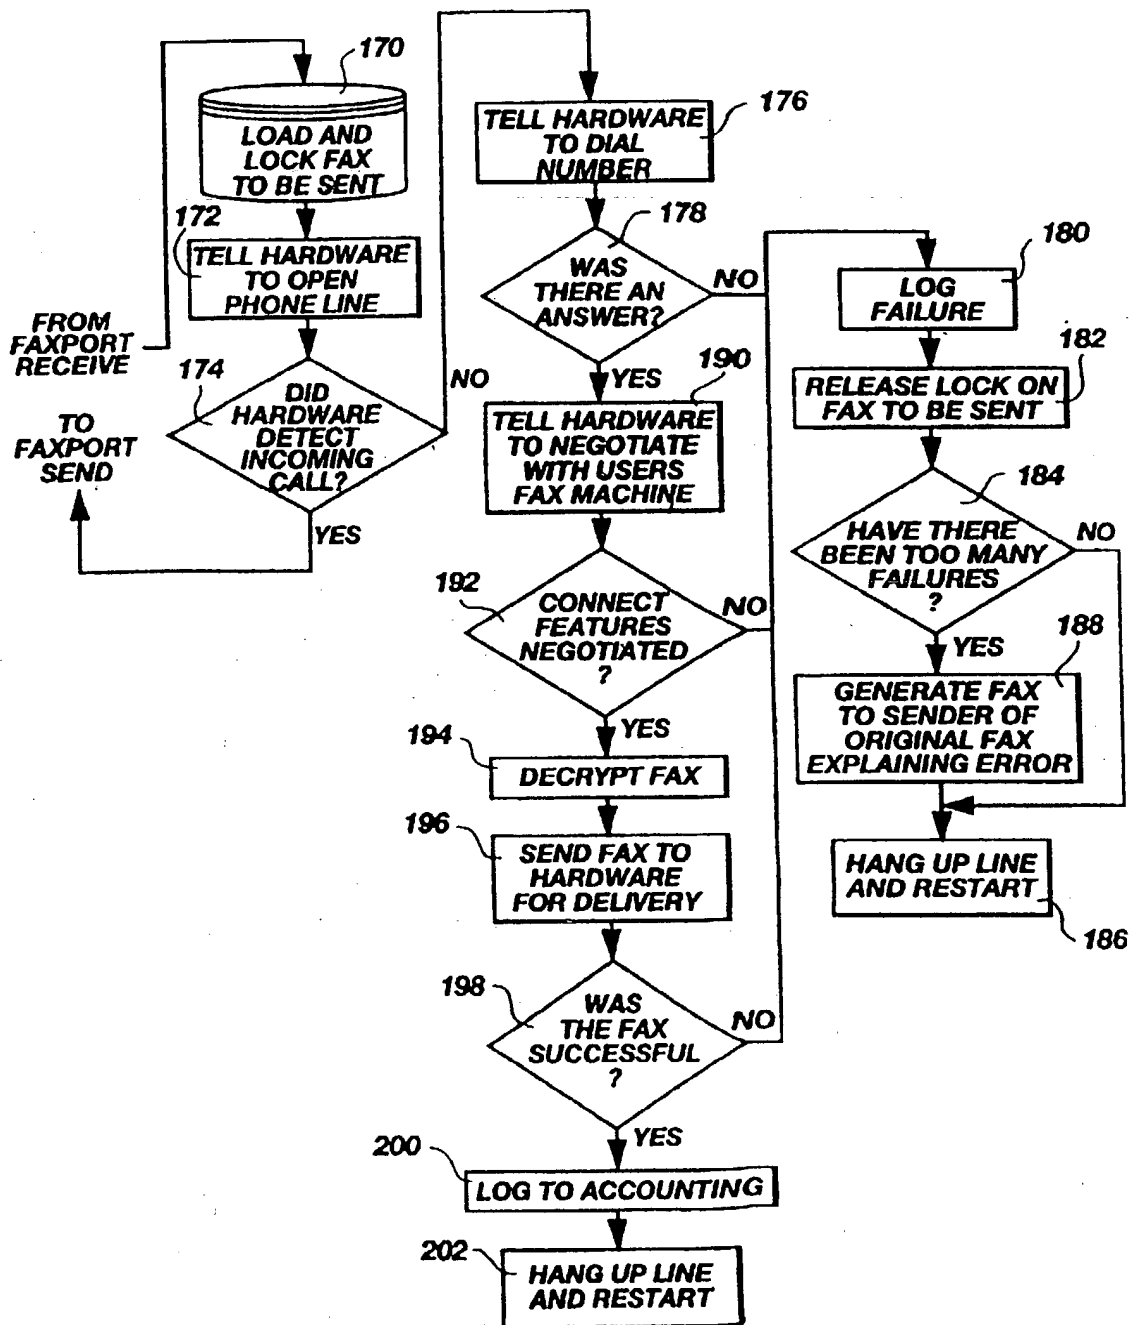 170
LOAD AND
LOCK FAX
TO BE SENT
172
TELL HARDWARE
TO OPEN
PHONE LINE
FROM
FAXPORT
RECEIVE
174
DID
HARDWARE
DETECT
INCOMING
CALL?
NO
YES
TO
FAXPORT
SEND
176
TELL HARDWARE
TO DIAL
NUMBER
178
WAS
THERE AN
ANSWER?
NO
YES
190
TELL HARDWARE
TO NEGOTIATE
WITH USERS
FAX MACHINE
192
CONNECT
FEATURES
NEGOTIATED
?
NO
YES
194
DECRYPT FAX
196
SEND FAX TO
HARDWARE
FOR DELIVERY
198
WAS
THE FAX
SUCCESSFUL
?
NO
YES
200
LOG TO ACCOUNTING
202
HANG UP LINE
AND RESTART
180
LOG
FAILURE
182
RELEASE LOCK ON
FAX TO BE SENT
184
HAVE THERE
BEEN TOO MANY
FAILURES
?
NO
YES
188
GENERATE FAX
TO SENDER OF
ORIGINAL FAX
EXPLAINING ERROR
HANG UP LINE
AND RESTART
186